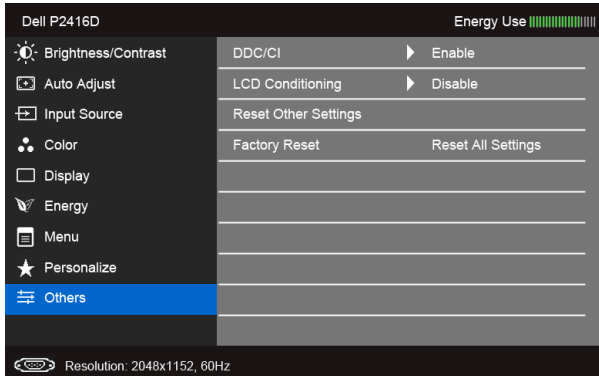 Dell P2416D Energy Use
Brightness/Contrast DDC/CI Enable
Auto Adjust LCD Conditioning Disable
Input Source Reset Other Settings
Color Factory Reset Reset All Settings
Display
Energy
Menu
Personalize
Others
Resolution: 2048x1152, 60Hz